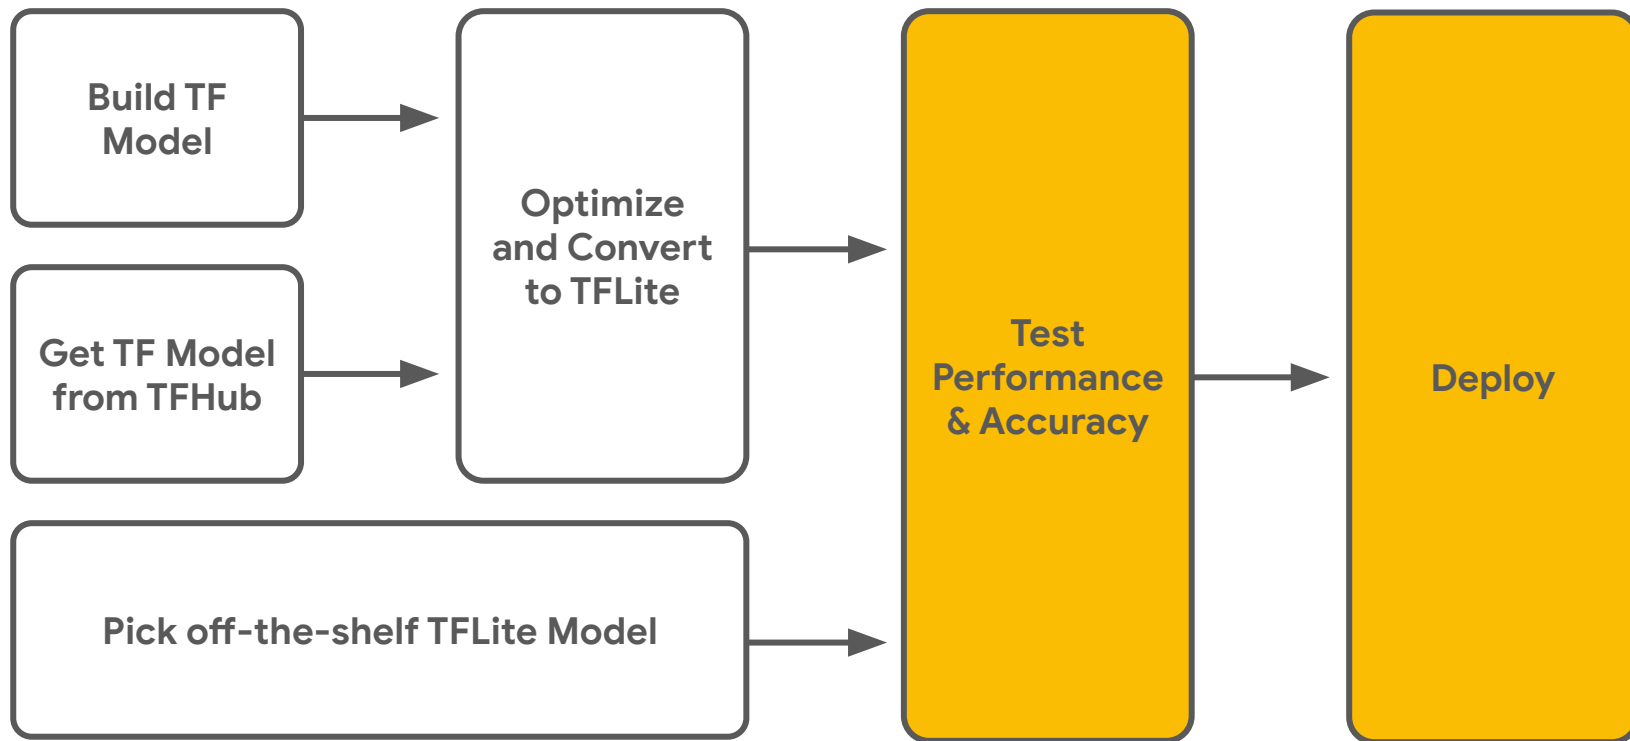 Build TF
Model
Get TF Model
from TFHub
Optimize
and Convert
to TFLite
Pick off-the-shelf TFLite Model
Test
Performance
& Accuracy
Deploy